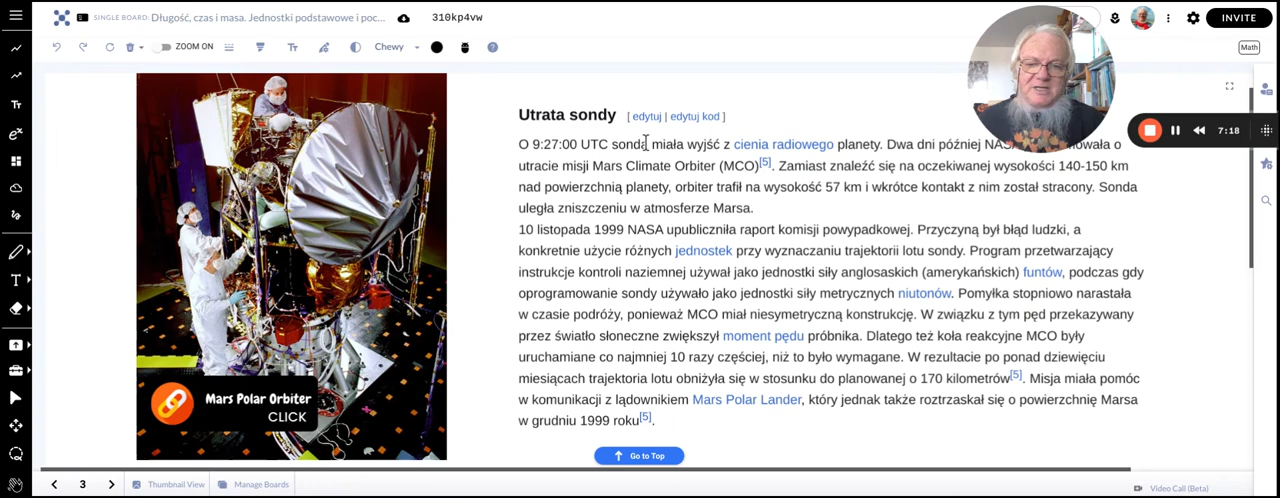 SINGLE BOARD: Długość, czas i masa. Jednostki podstawowe i poc...
310kp4vw
INVITE
ZOOM ON
Chewy
Math
7:18
Utrata sondy [ edytuj | edytuj kod ]
O 9:27:00 UTC sonda miała wyjść z cienia radiowego planety. Dwa dni później NAS
utracie misji Mars Climate Orbiter (MCO)[5]. Zamiast znaleźć się na oczekiwanej wysokości 140-150 km
nad powierzchnią planety, orbiter trafił na wysokość 57 km i wkrótce kontakt z nim został stracony. Sonda
uległa zniszczeniu w atmosferze Marsa.
10 listopada 1999 NASA upubliczniła raport komisji powypadkowej. Przyczyną był błąd ludzki, a
konkretnie użycie różnych jednostek przy wyznaczaniu trajektorii lotu sondy. Program przetwarzający
instrukcje kontroli naziemnej używał jako jednostki siły anglosaskich (amerykańskich) funtów, podczas gdy
oprogramowanie sondy używało jako jednostki siły metrycznych niutonów. Pomyłka stopniowo narastała
w czasie podróży, ponieważ MCO miał niesymetryczną konstrukcję. W związku z tym pęd przekazywany
przez światło słoneczne zwiększył moment pędu próbnika. Dlatego też koła reakcyjne MCO były
uruchamiane co najmniej 10 razy częściej, niż to było wymagane. W rezultacie po ponad dziewięciu
miesiącach trajektoria lotu obniżyła się w stosunku do planowanej o 170 kilometrów[5]. Misja miała pomóc
w komunikacji z lądownikiem Mars Polar Lander, który jednak także roztrzaskał się o powierzchnię Marsa
w grudniu 1999 roku[5].
Mars Polar Orbiter
CLICK
Go to Top
3
Thumbnail View
Manage Boards
Video Call (Beta)